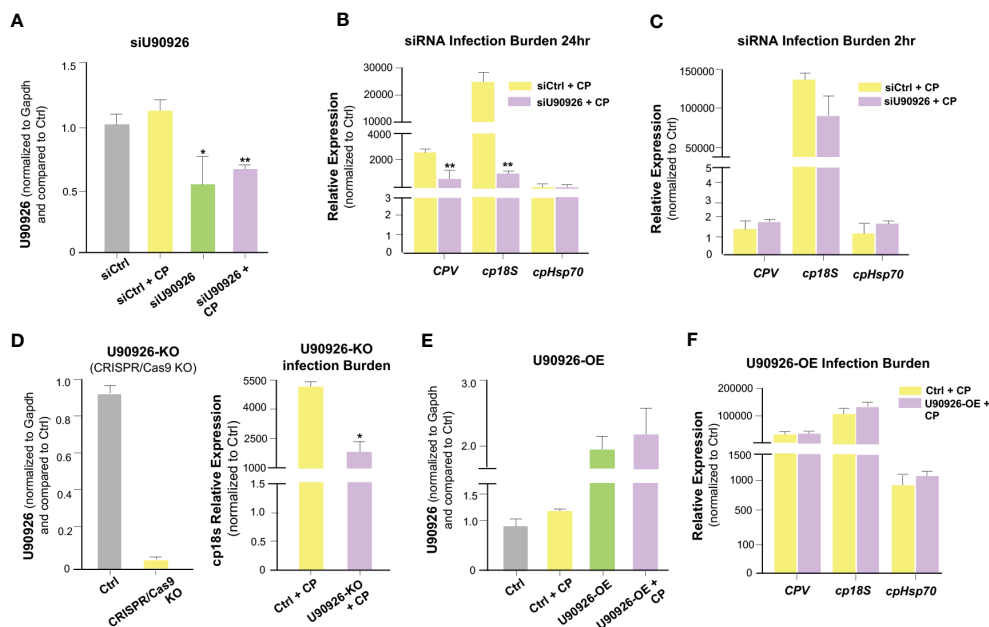 A
siU90926
U90926 (normalized to Gapdh
and compared to Ctrl)
1.5
1.0
0.5
0
*
**
siCtrl
siCtrl + CP
siU90926
siU90926 +
CP
B
siRNA Infection Burden 24hr
Relative Expression
(normalized to Ctrl)
30000
20000
10000
4000
2000
3
2
1
0
siCtrl + CP
siU90926 + CP
**
**
CPV
cp18S
cpHsp70
C
siRNA Infection Burden 2hr
Relative Expression
(normalized to Ctrl)
150000
100000
50000
5
4
3
2
1
0
siCtrl + CP
siU90926 + CP
CPV
cp18S
cpHsp70
D
U90926-KO
(CRISPR/Cas9 KO)
U90926 (normalized to Gapdh
and compared to Ctrl)
1.0
0.8
0.6
0.4
0.2
0
Ctrl
CRISPR/Cas9
KO
U90926-KO
infection Burden
cp18s Relative Expression
(normalized to Ctrl)
5500
2500
1000
1.5
1.0
0.5
0
*
Ctrl + CP
U90926-KO
+ CP
E
U90926-OE
U90926 (normalized to Gapdh
and compared to Ctrl)
3.0
2.0
1.5
1.0
0
Ctrl
Ctrl + CP
U90926-OE
U90926-OE +
CP
F
U90926-OE Infection Burden
Relative Expression
(normalized to Ctrl)
200000
100000
0
1500
1000
500
100
0
Ctrl + CP
U90926-OE +
CP
CPV
cp18S
cpHsp70